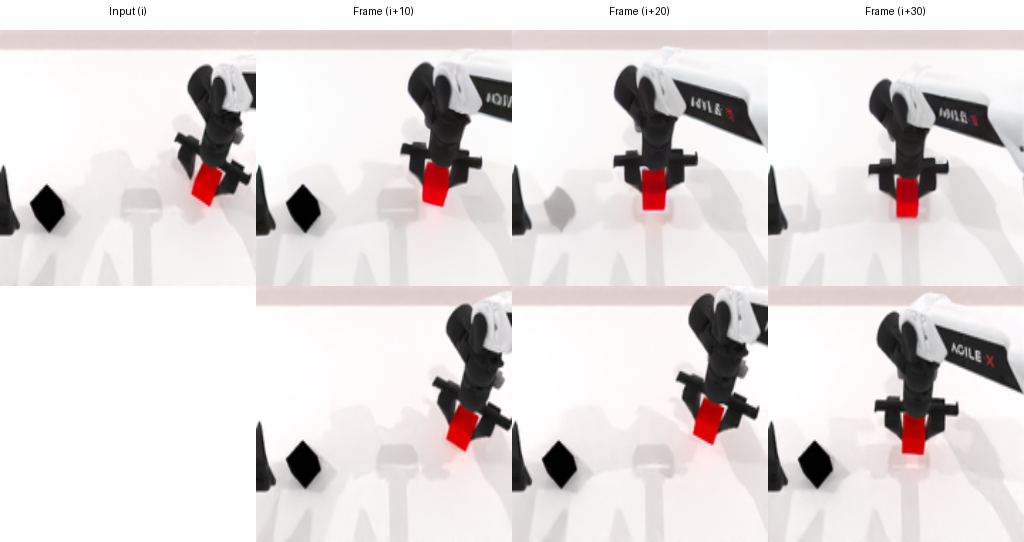 Input (i)
Frame (i+10)
Frame (i+20)
Frame (i+30)
AGILE X